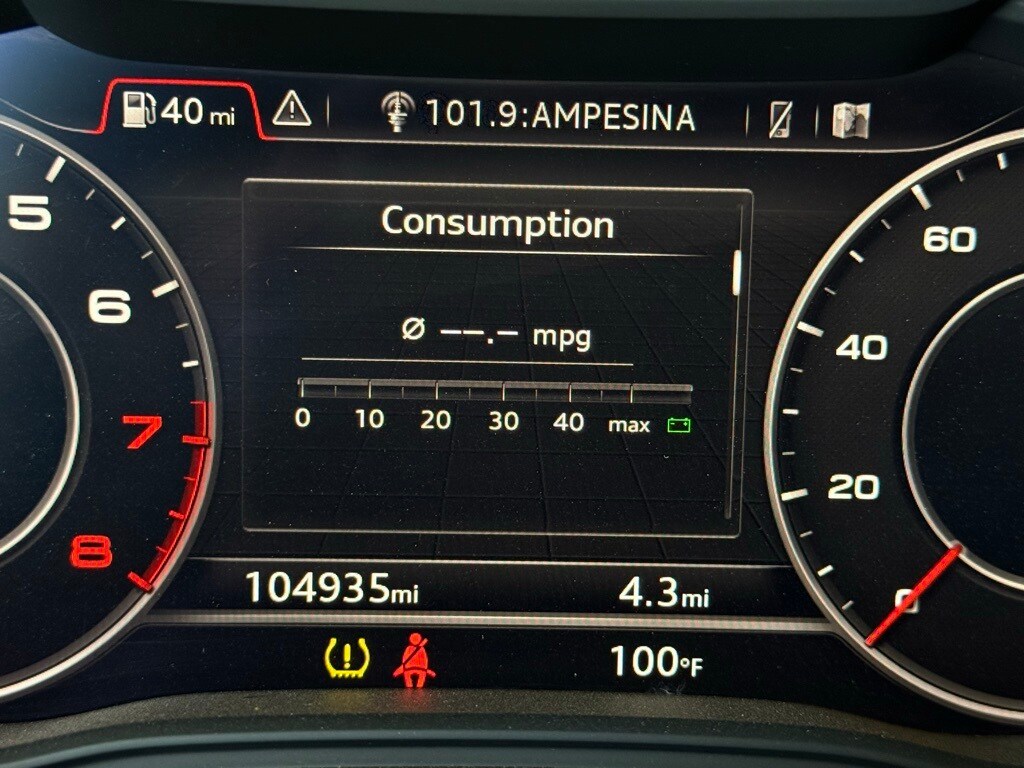 40 mi
101.9:AMPESINA
Consumption
Ø --.- mpg
0 10 20 30 40 max
5
6
7
8
60
40
20
0
104935mi
4.3mi
100°F